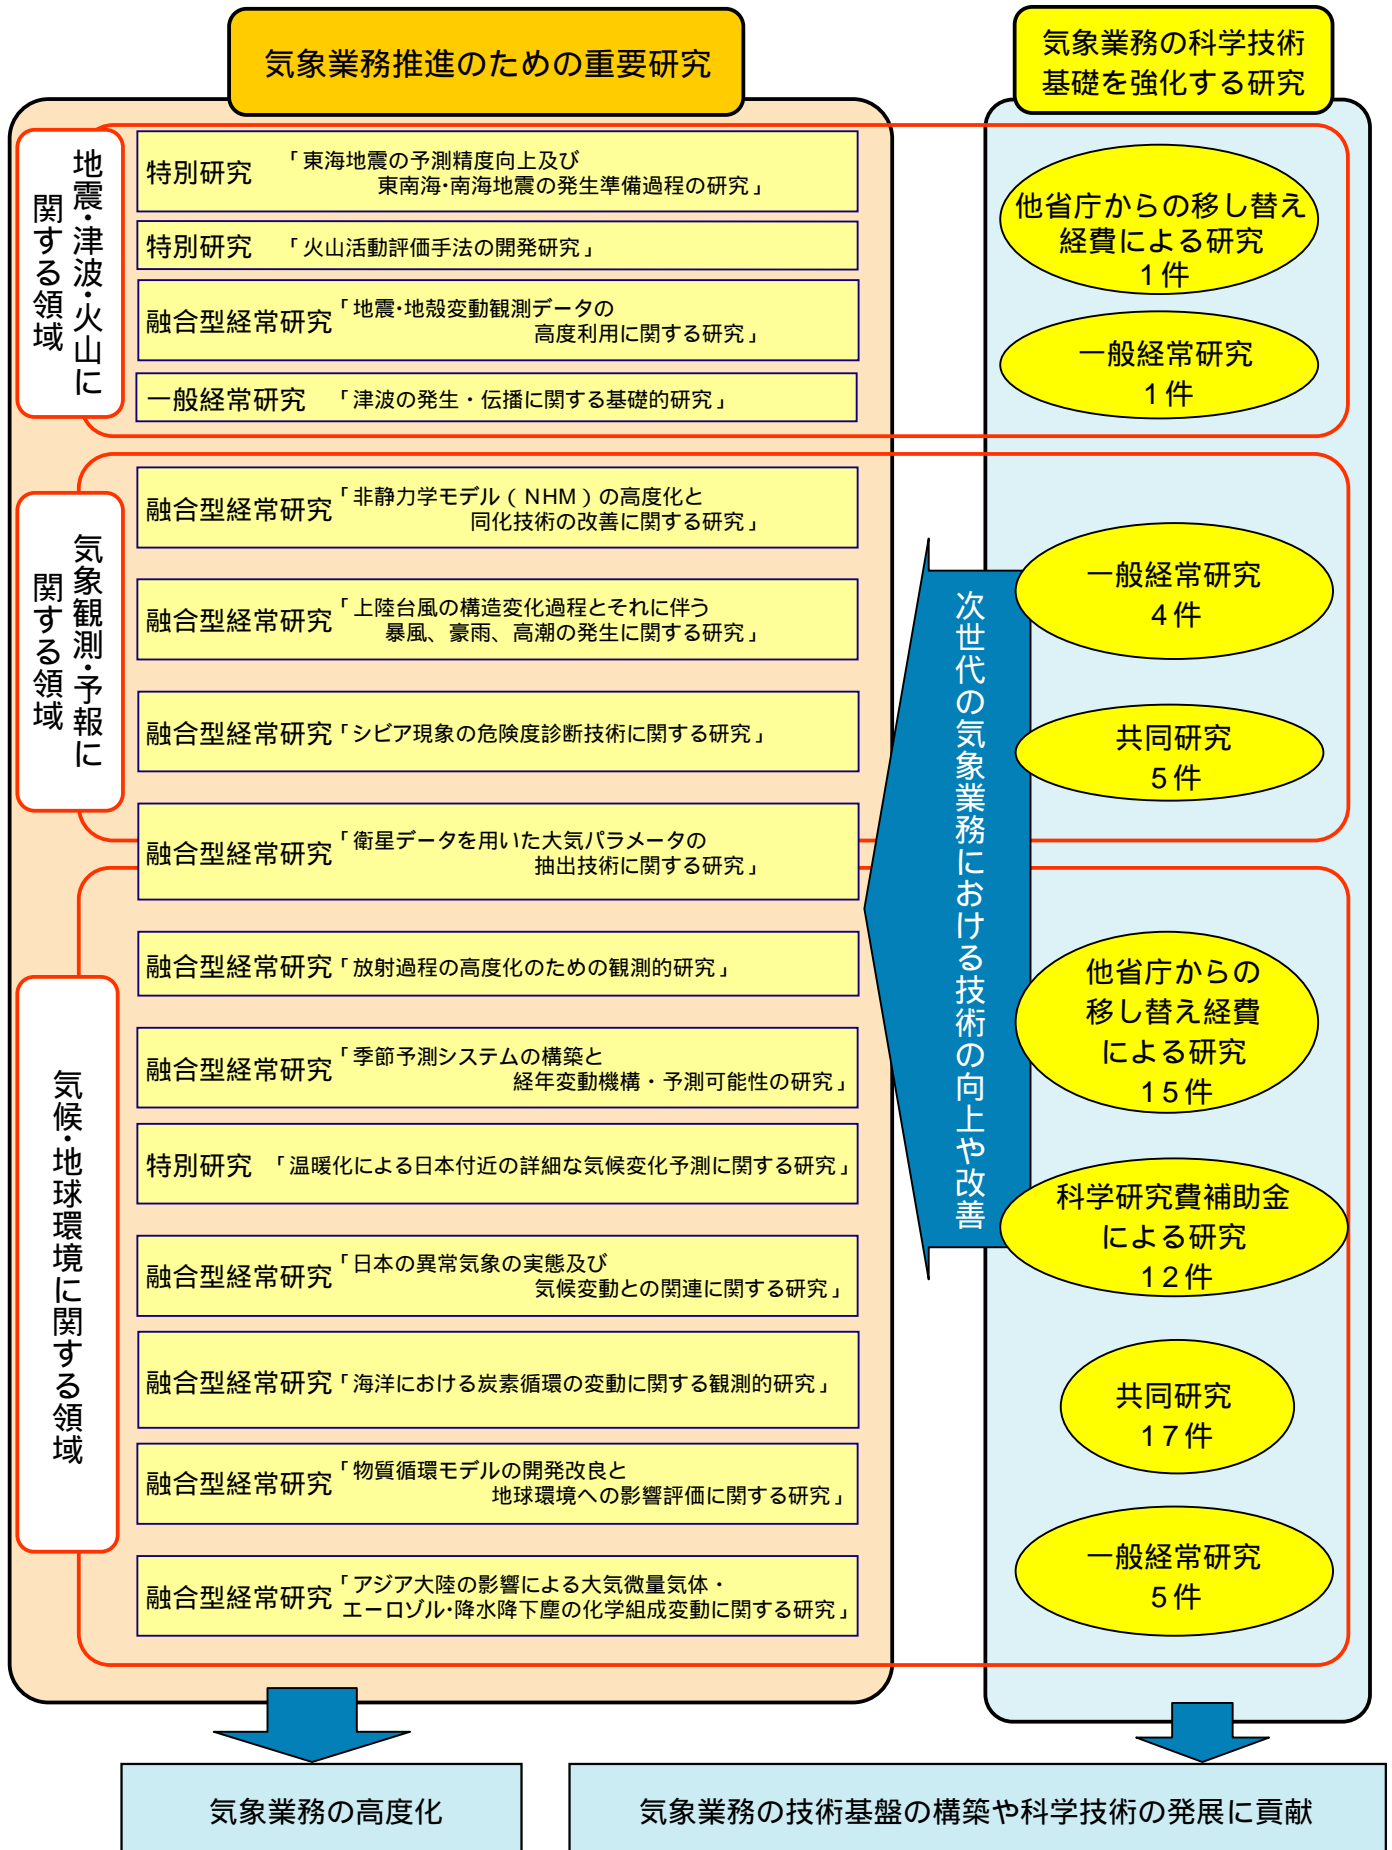 気象業務推進のための重要研究
気象業務の科学技術
基礎を強化する研究
地震・津波・火山に
関する領域
特別研究 「東海地震の予測精度向上及び
東南海・南海地震の発生準備過程の研究」
特別研究 「火山活動評価手法の開発研究」
融合型経常研究「地震・地殻変動観測データの
高度利用に関する研究」
一般経常研究 「津波の発生・伝播に関する基礎的研究」
他省庁からの移し替え
経費による研究
1件
一般経常研究
1件
気象観測・予報に
関する領域
融合型経常研究「非静力学モデル(NHM)の高度化と
同化技術の改善に関する研究」
融合型経常研究「上陸台風の構造変化過程とそれに伴う
暴風、豪雨、高潮の発生に関する研究」
融合型経常研究「シビア現象の危険度診断技術に関する研究」
融合型経常研究「衛星データを用いた大気パラメータの
抽出技術に関する研究」
一般経常研究
4件
共同研究
5件
次世代の気象業務における技術の向上や改善
気候・地球環境に関する領域
融合型経常研究「放射過程の高度化のための観測的研究」
融合型経常研究「季節予測システムの構築と
経年変動機構・予測可能性の研究」
特別研究 「温暖化による日本付近の詳細な気候変化予測に関する研究」
融合型経常研究「日本の異常気象の実態及び
気候変動との関連に関する研究」
融合型経常研究「海洋における炭素循環の変動に関する観測的研究」
融合型経常研究「物質循環モデルの開発改良と
地球環境への影響評価に関する研究」
融合型経常研究「アジア大陸の影響による大気微量気体・
エーロゾル・降水降下塵の化学組成変動に関する研究」
他省庁からの
移し替え経費
による研究
15件
科学研究費補助金
による研究
12件
共同研究
17件
一般経常研究
5件
気象業務の高度化
気象業務の技術基盤の構築や科学技術の発展に貢献